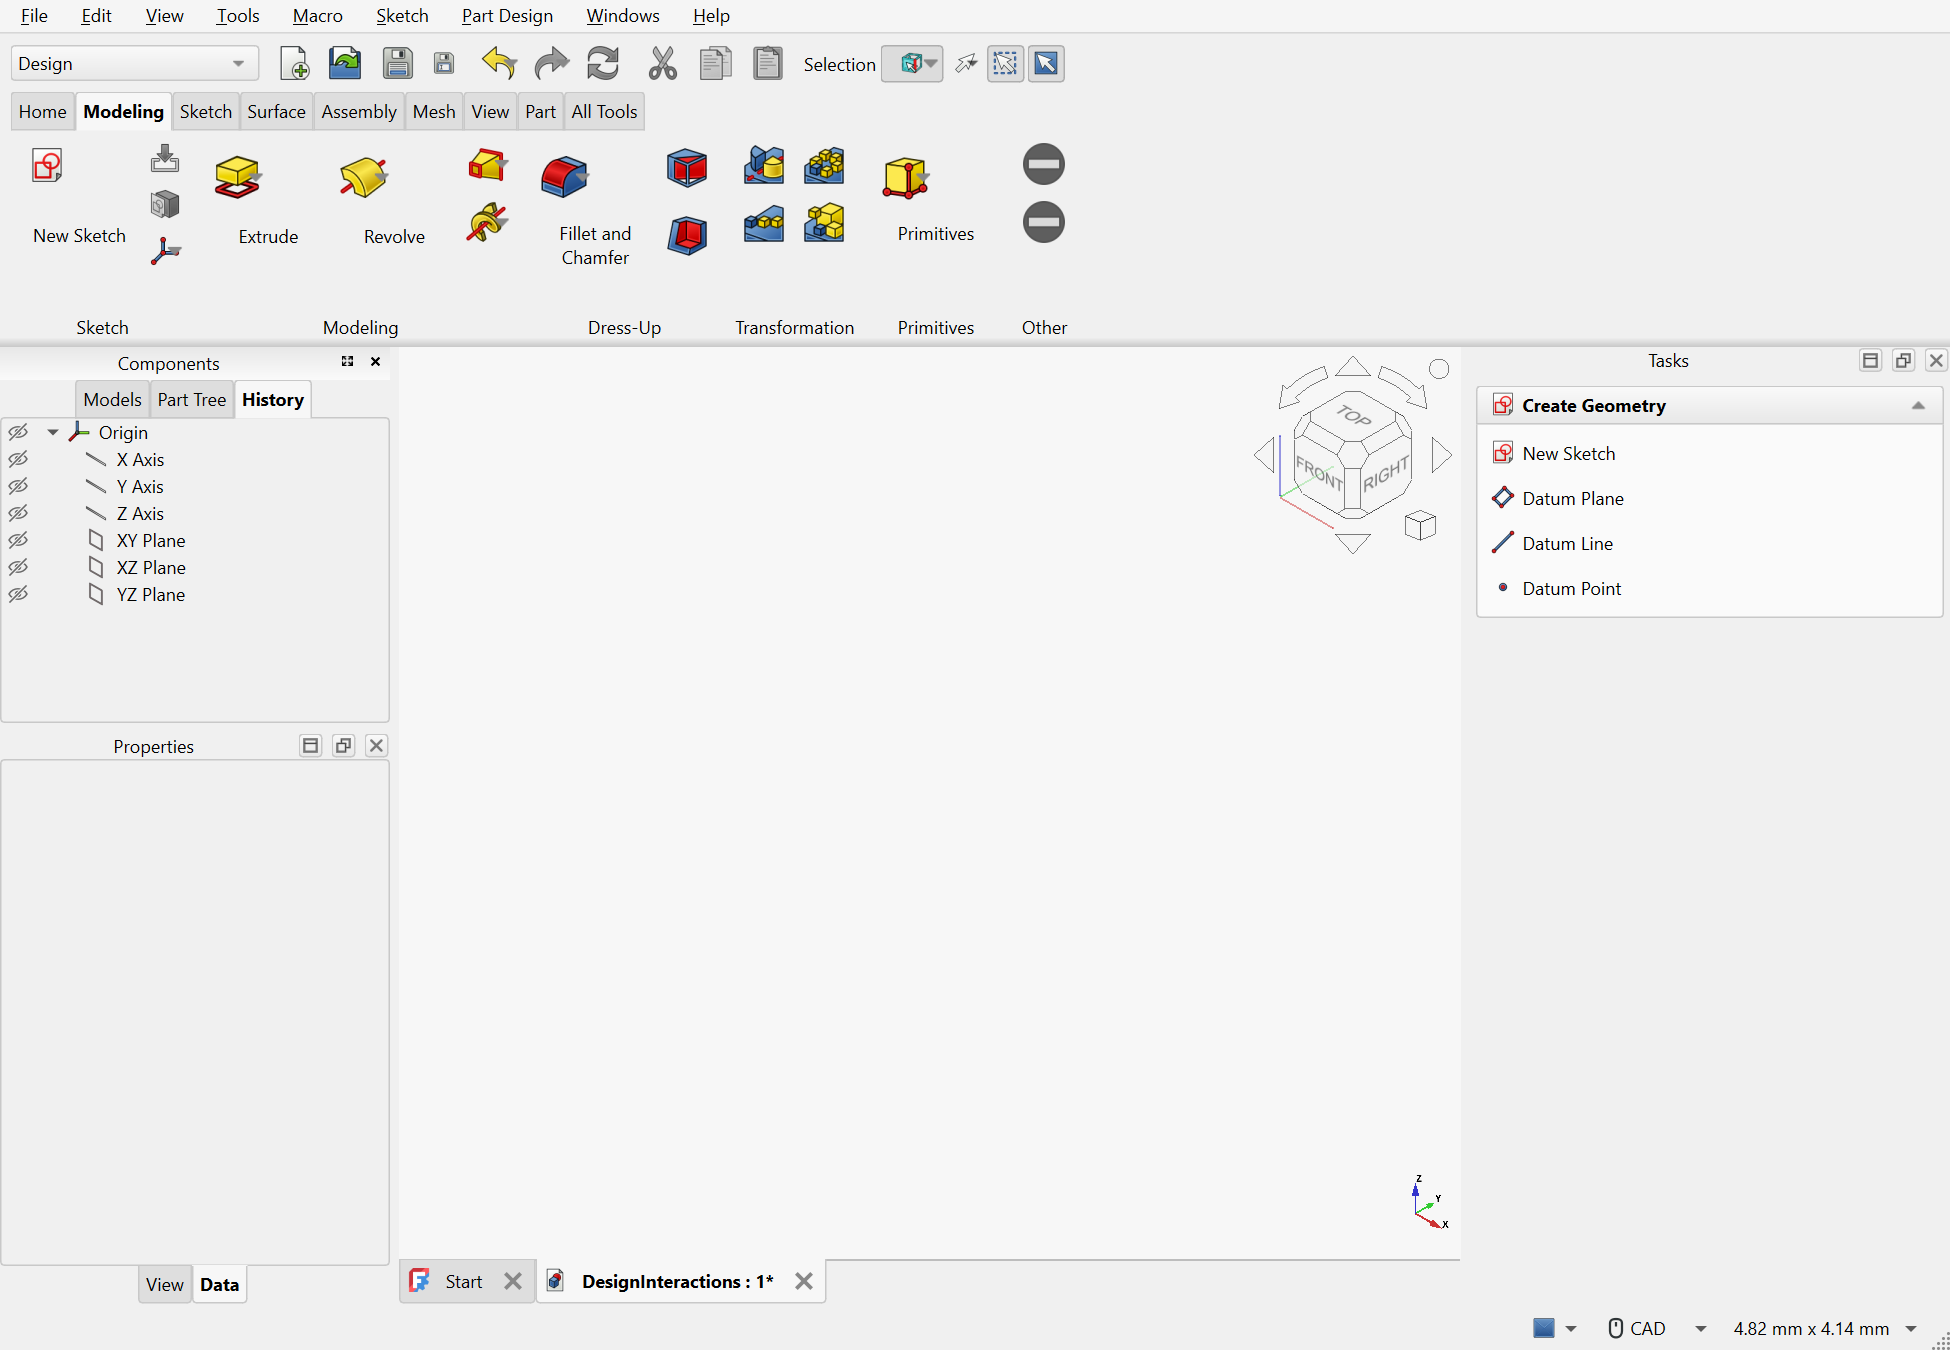 File Edit View Tools Macro Sketch Part Design Windows Help
Design Selection
Home Modeling Sketch Surface Assembly Mesh View Part All Tools
New Sketch Extrude Revolve Fillet and Chamfer Primitives
Sketch Modeling Dress-Up Transformation Primitives Other
Components
Models Part Tree History
Origin
X Axis
Y Axis
Z Axis
XY Plane
XZ Plane
YZ Plane
Properties
View Data
TOP
FRONT RIGHT
Z
Y
X
Start DesignInteractions : 1*
Tasks
Create Geometry
New Sketch
Datum Plane
Datum Line
Datum Point
CAD 4.82 mm x 4.14 mm